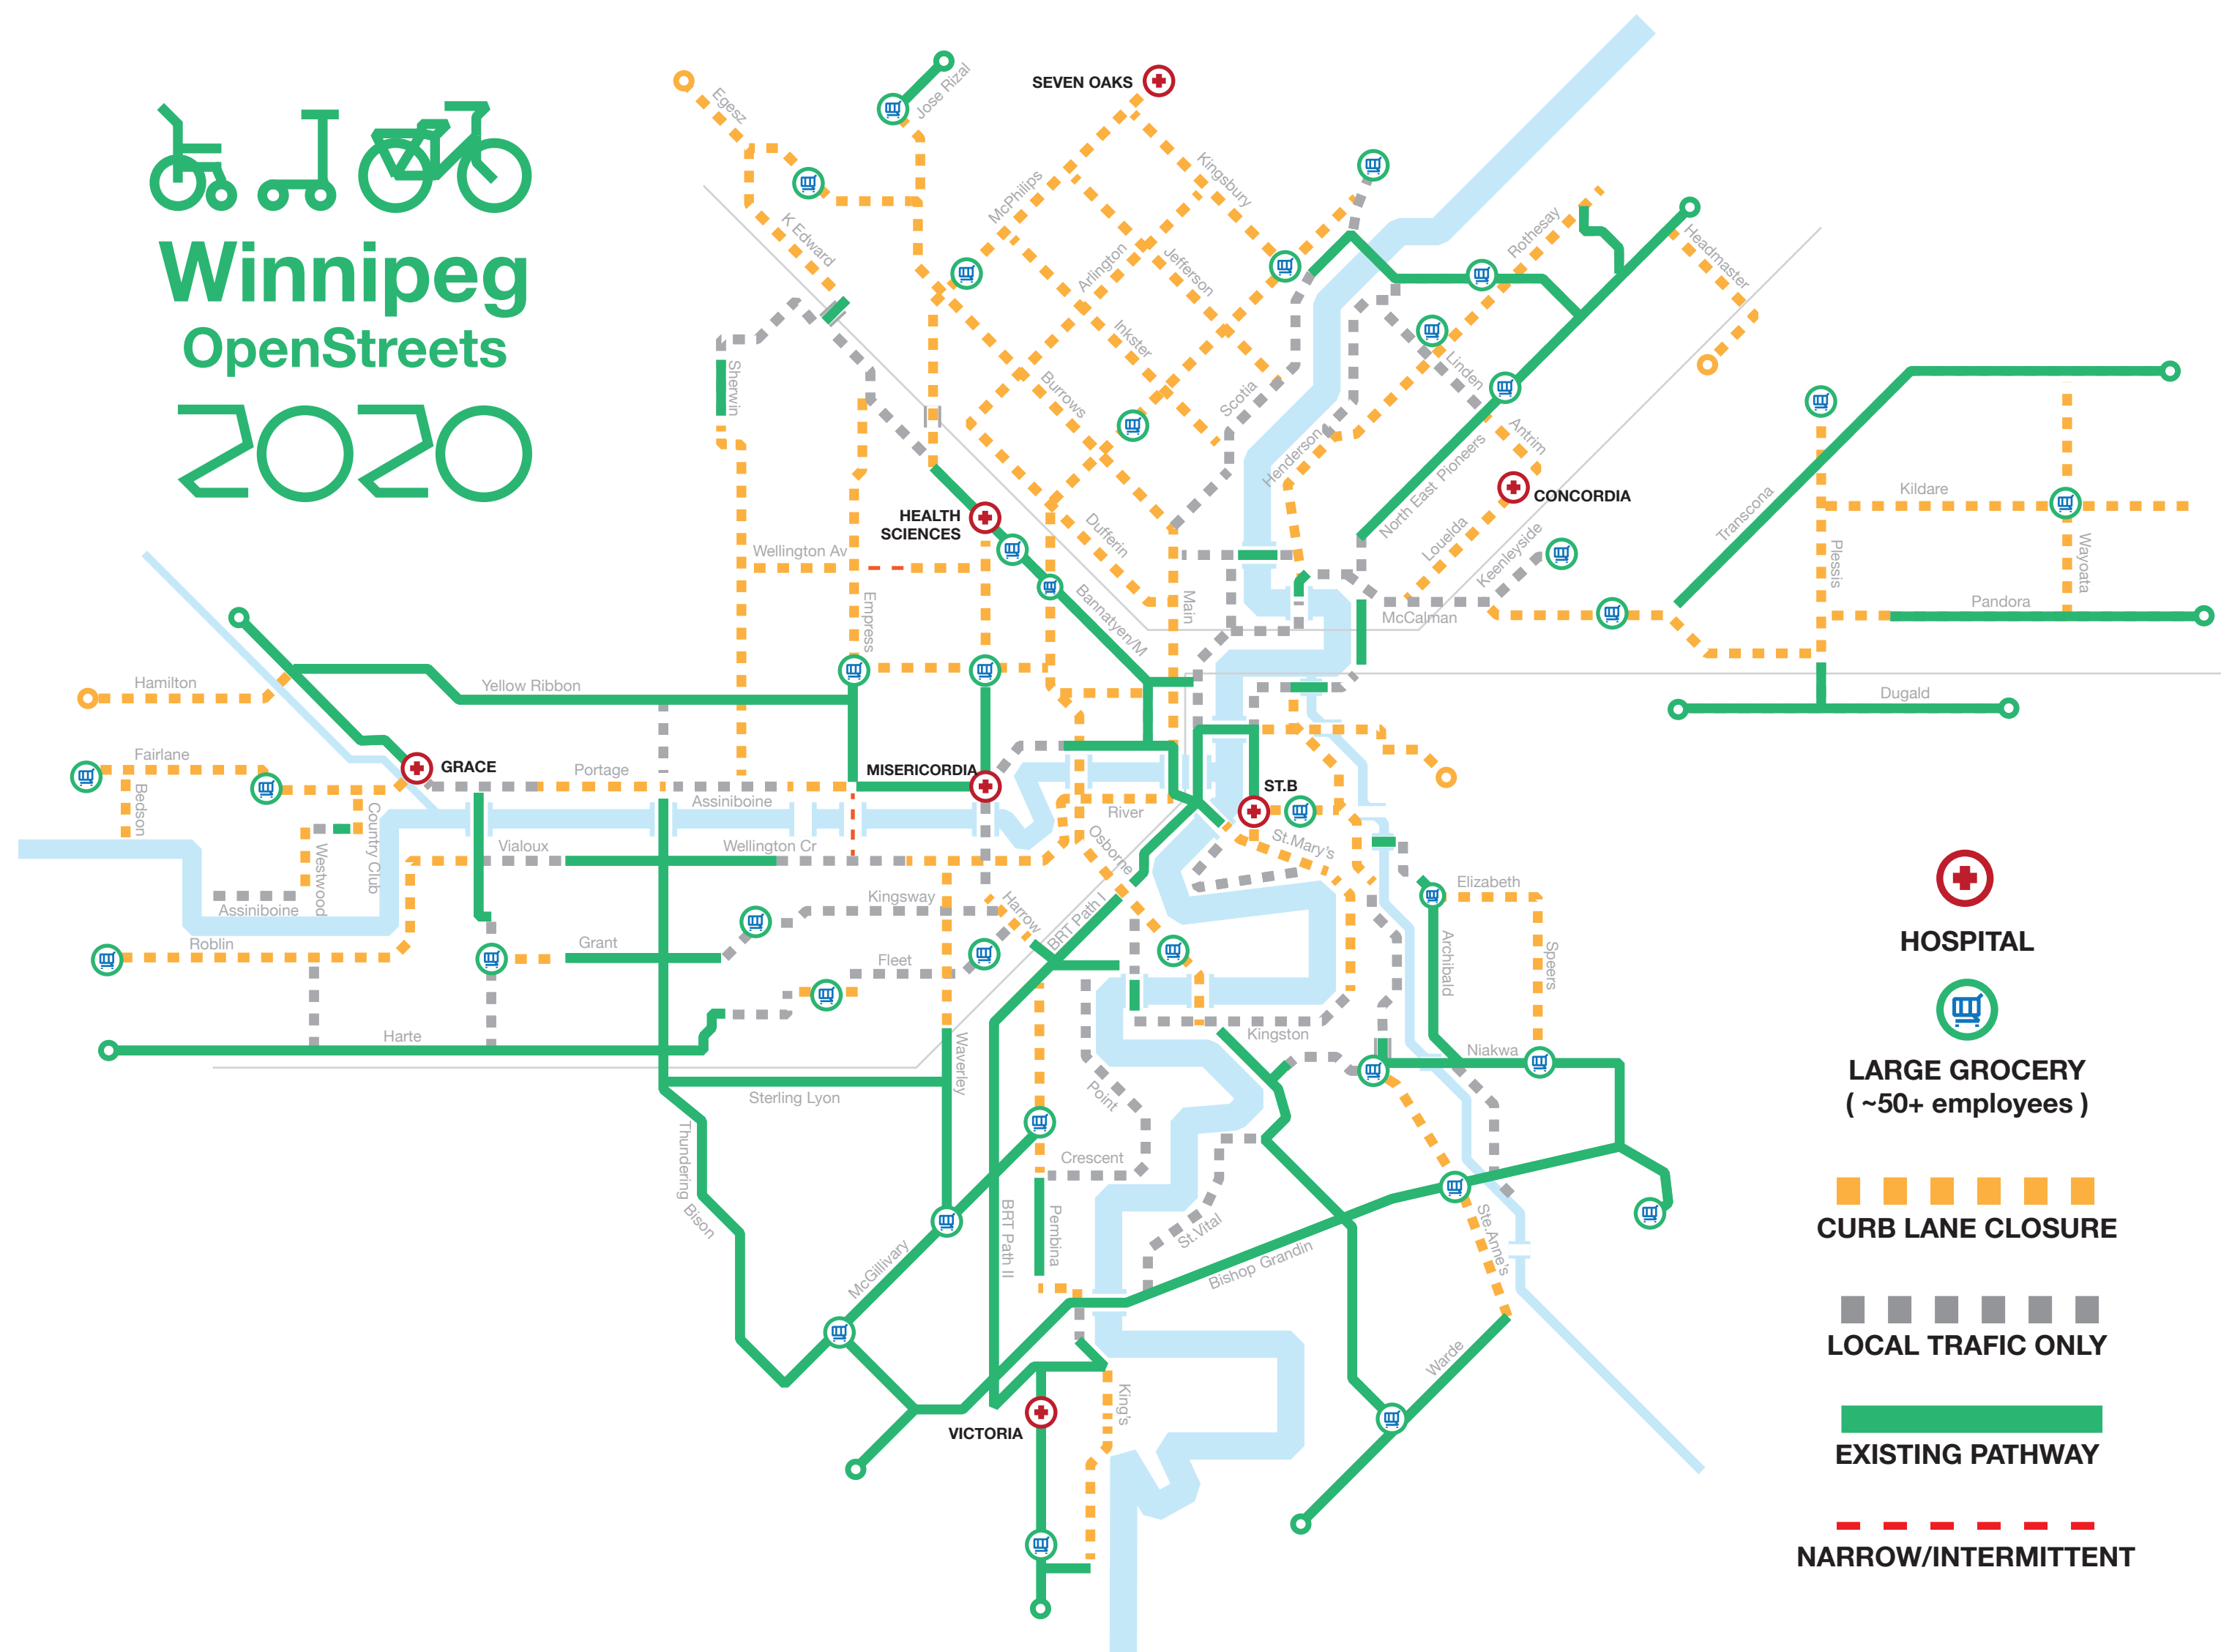 Winnipeg
OpenStreets
2020
Egesz
Jose Rizal
SEVEN OAKS
K Edward
McPhilips
Kingsbury
Arlington
Jefferson
Rothesay
Headmaster
Sherwin
Inkster
Burrows
Scotia
Linden
Antrim
Henderson
North East Pioneers
CONCORDIA
HEALTH
SCIENCES
Dufferin
Wellington Av
Empress
Bannatyen/M
Main
Louelda
Keenleyside
McCalman
Transcona
Kildare
Plessis
Wayoata
Pandora
Dugald
Hamilton
Yellow Ribbon
Fairlane
Bedson
GRACE
Portage
MISERICORDIA
Assiniboine
River
ST.B
St.Mary's
Country Club
Westwood
Vialoux
Wellington Cr
Osborne
Assiniboine
Kingsway
Harrow
BRT Path I
Elizabeth
Roblin
Grant
Fleet
Archibald
Speers
Harte
Kingston
Niakwa
Waverley
Point
Sterling Lyon
Thundering
Bison
Crescent
BRT Path II
Pembina
St.Vital
Ste.Anne's
McGillivary
Bishop Grandin
Warde
King's
VICTORIA
HOSPITAL
LARGE GROCERY
( ~50+ employees )
CURB LANE CLOSURE
LOCAL TRAFIC ONLY
EXISTING PATHWAY
NARROW/INTERMITTENT